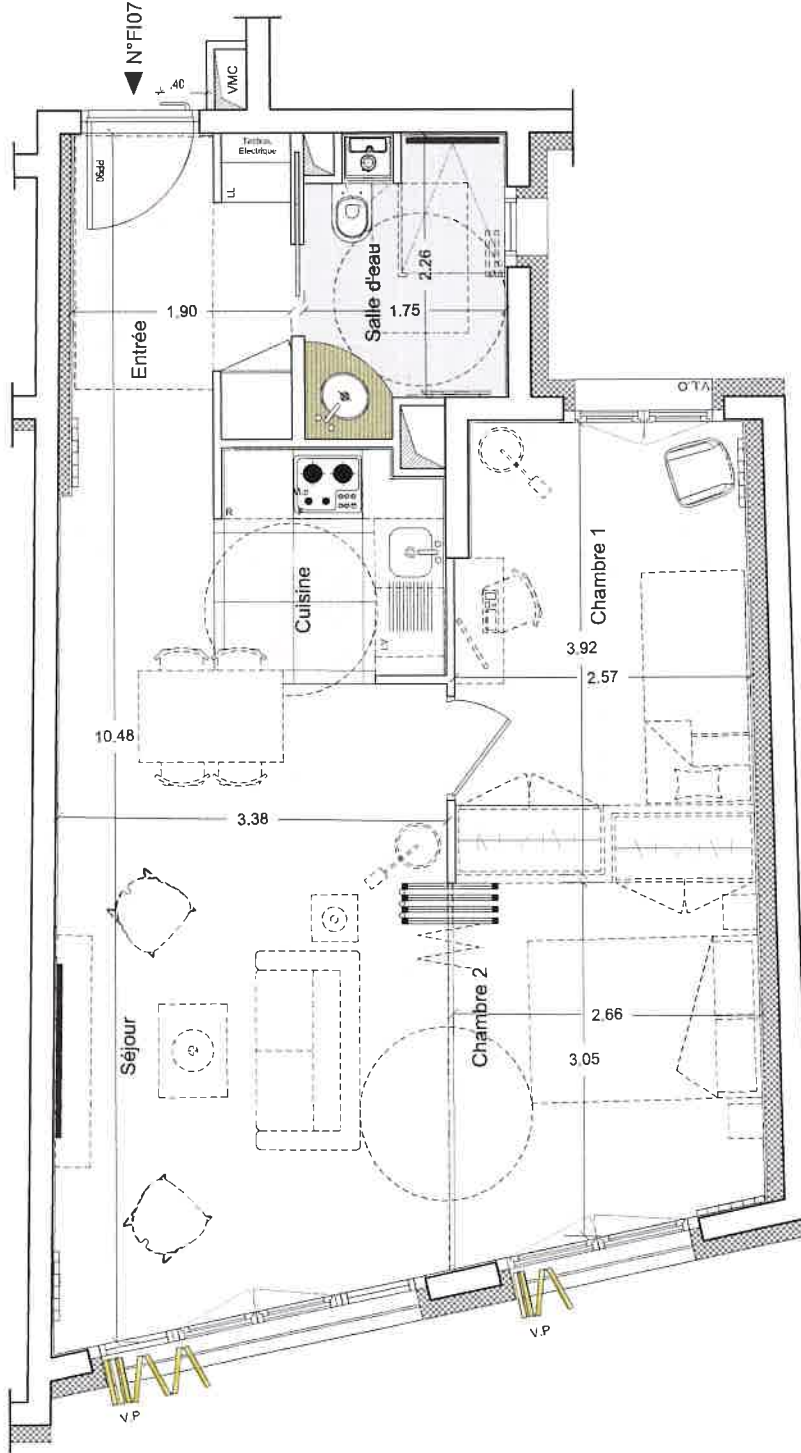 N°FI07
.40
VMC
PP90
Tableau
Electrique
LL
Entrée
1.90
Salle d'eau
2.26
1.75
V.L.O
R
Cuisine
LV
Chambre 1
3.92
2.57
10.48
3.38
Séjour
Chambre 2
2.66
3.05
V.P
V.P